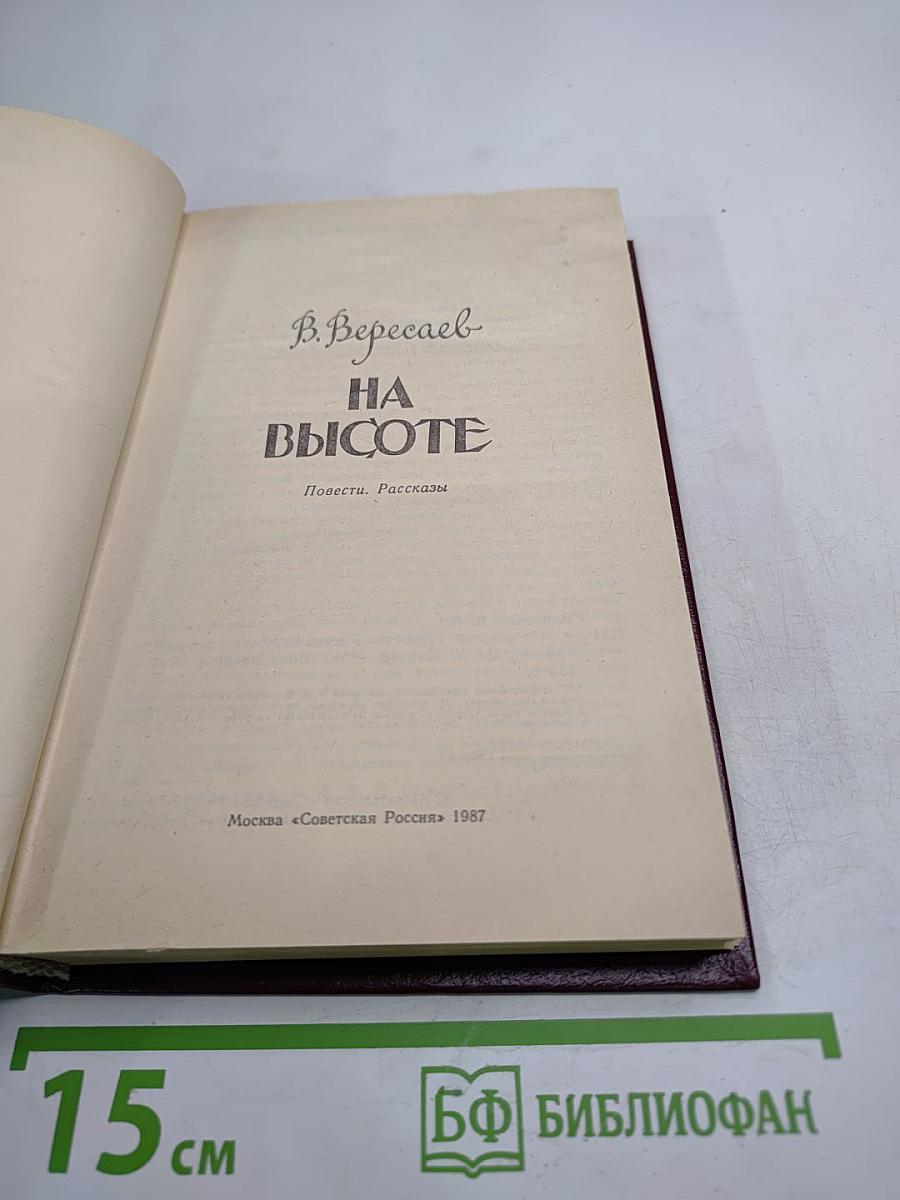 В. Вересаев
НА
ВЫСОТЕ
Повести. Рассказы
Москва «Советская Россия» 1987
15 см
БФ БИБЛИОФАН